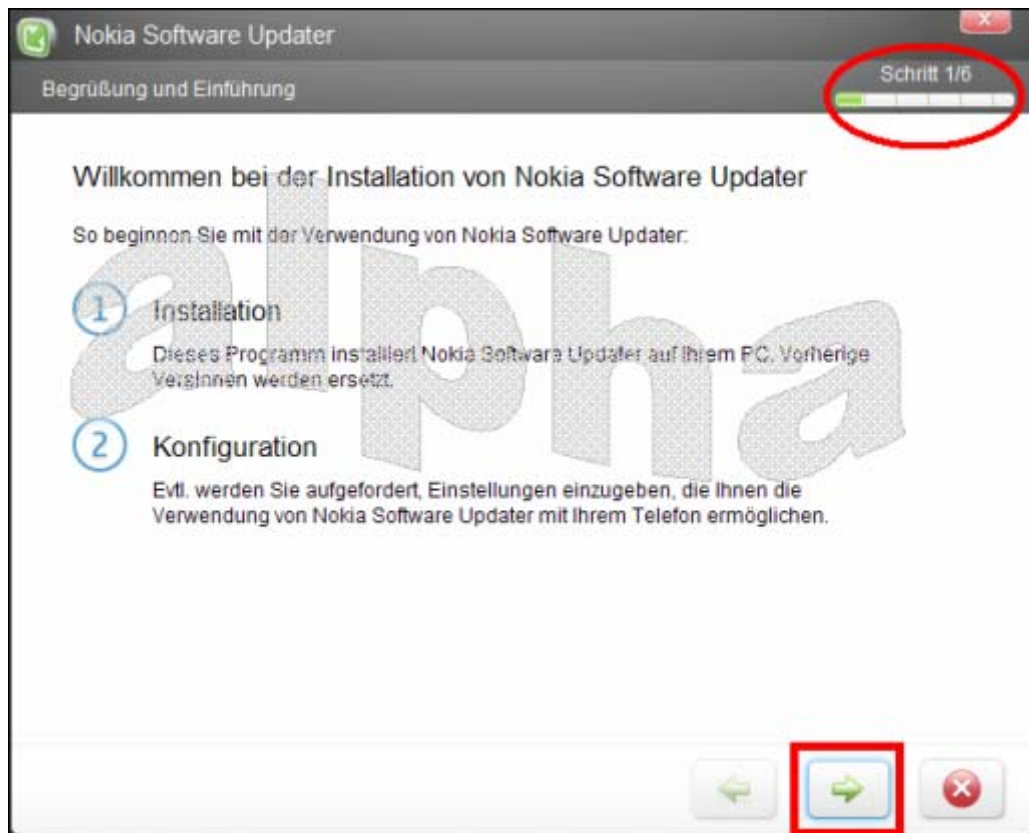 Nokia Software Updater
Begrüßung und Einführung
Schritt 1/6
Willkommen bei der Installation von Nokia Software Updater
So beginnen Sie mit der Verwendung von Nokia Software Updater:
1 Installation
Dieses Programm installiert Nokia Software Updater auf Ihrem PC. Vorherige
Versionen werden ersetzt.
2 Konfiguration
Evtl. werden Sie aufgefordert, Einstellungen einzugeben, die Ihnen die
Verwendung von Nokia Software Updater mit Ihrem Telefon ermöglichen.
alpha